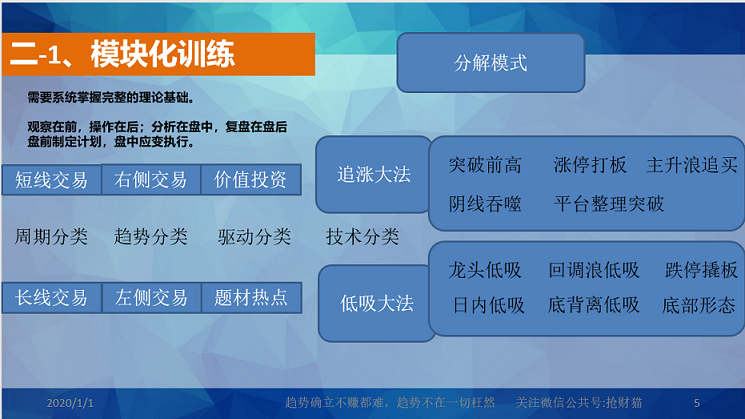 二-1、模块化训练
分解模式
需要系统掌握完整的理论基础。
观察在前，操作在后；分析在盘中，复盘在盘后
盘前制定计划，盘中应变执行。
短线交易 右侧交易 价值投资
追涨大法
突破前高 涨停打板 主升浪追买
阴线吞噬 平台整理突破
周期分类 趋势分类 驱动分类 技术分类
长线交易 左侧交易 题材热点
低吸大法
龙头低吸 回调浪低吸 跌停撬板
日内低吸 底背离低吸 底部形态
2020/1/1 趋势确立不赚都难，趋势不在一切枉然 关注微信公共号:抢财猫 5